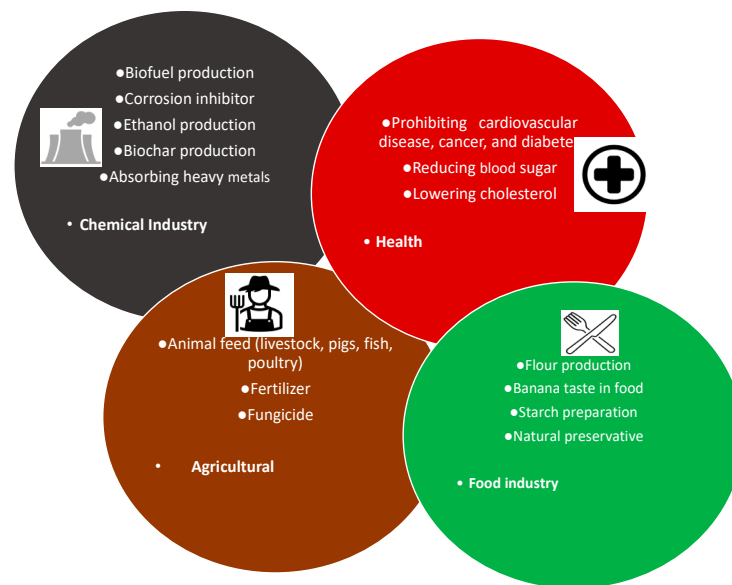 ●Biofuel production
●Corrosion inhibitor
●Ethanol production
●Biochar production
●Absorbing heavy metals
• Chemical Industry
●Prohibiting cardiovascular
disease, cancer, and diabete
●Reducing blood sugar
●Lowering cholesterol
• Health
●Animal feed (livestock, pigs, fish,
poultry)
●Fertilizer
●Fungicide
• Agricultural
●Flour production
●Banana taste in food
●Starch preparation
●Natural preservative
• Food industry